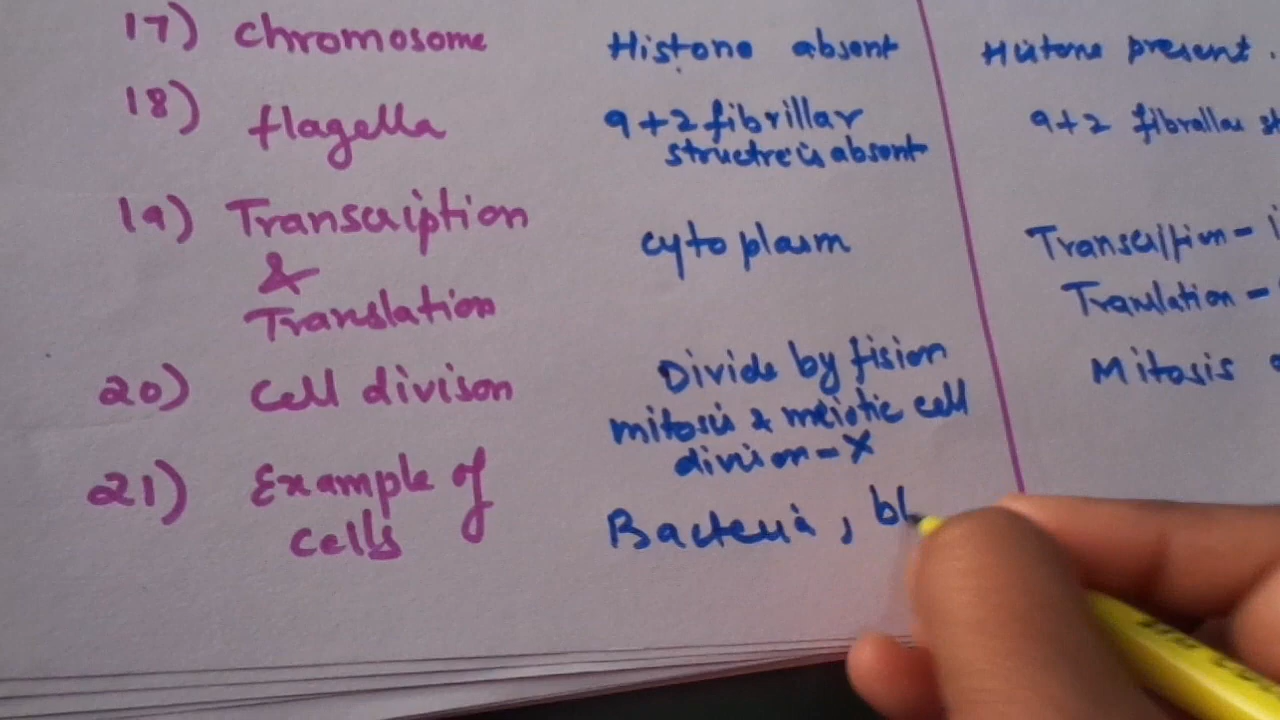 17) chromosome Histone absent Histone present.
18) flagella 9+2 fibrillar 9+2 fibrallar
structre is absent
19) Transcription cytoplasm Transcription -
& Translation -
Translation
20) cell divison Divide by fision Mitosis
mitosis & meiotic cell
division - X
21) Example of Bacteria, bl
cells